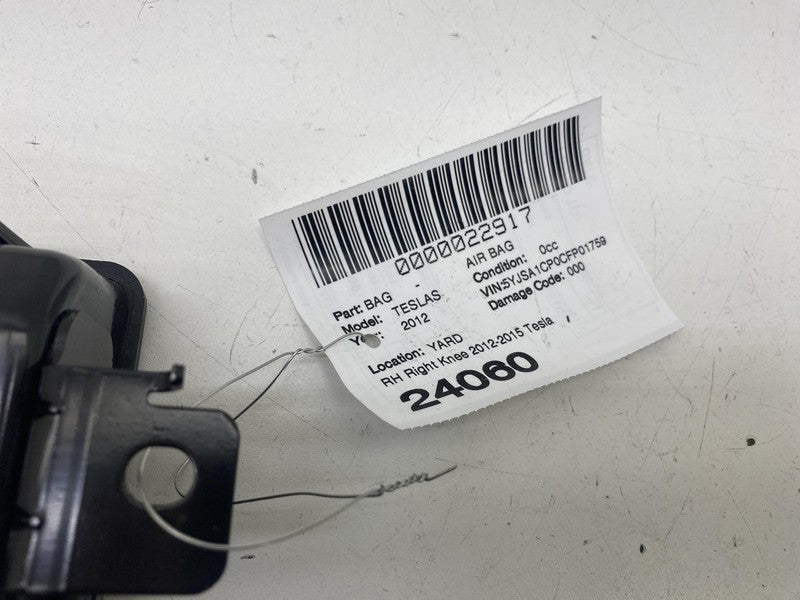 0000022917
Part: BAG - AIR BAG
Model: TESLAS Condition: 0cc
Year: 2012 VIN:5YJSA1CP0CFP01759
Damage Code: 000
Location: YARD
RH Right Knee 2012-2015 Tesla
24060